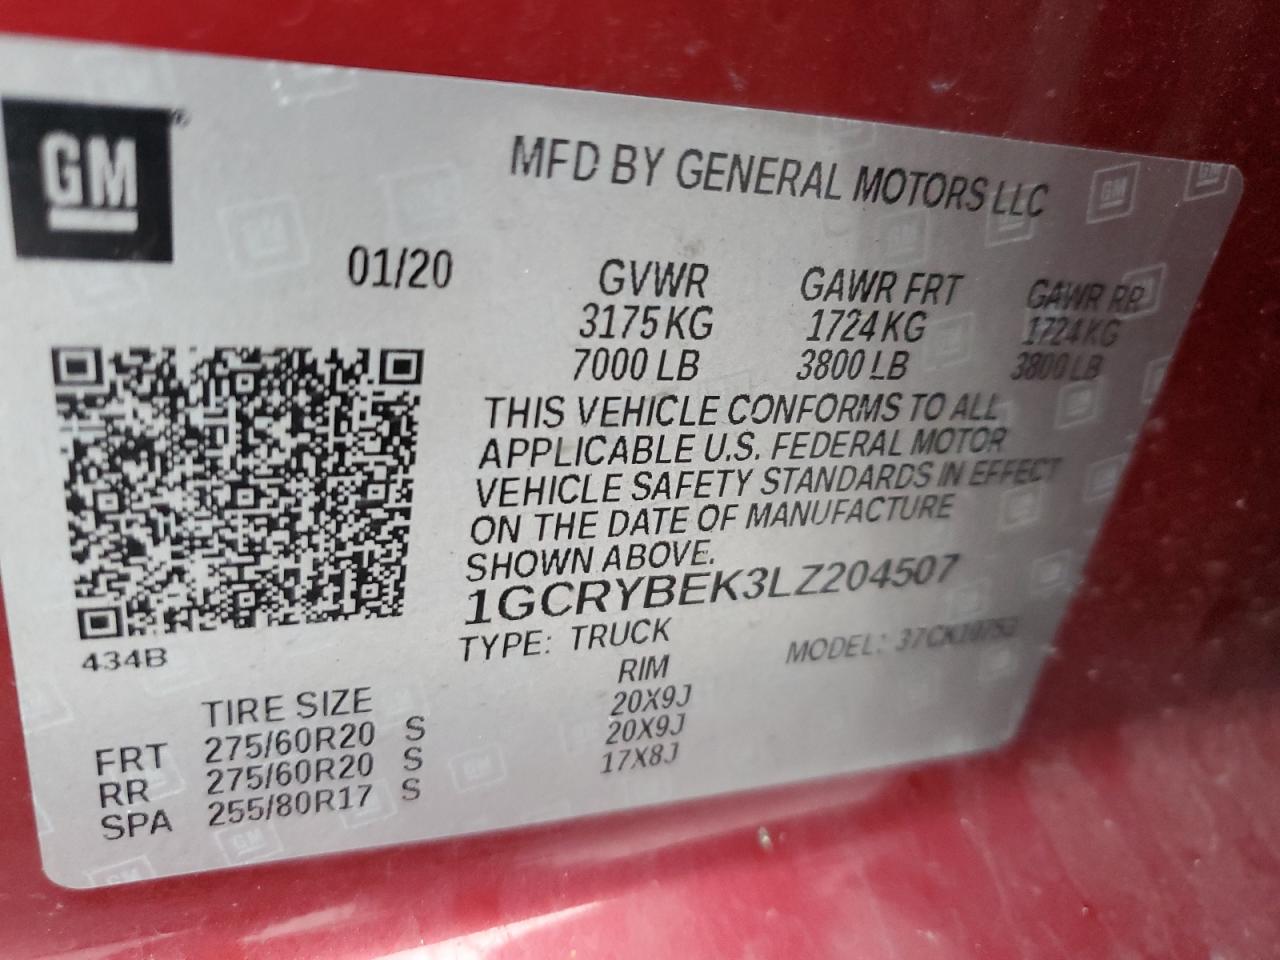 GM
MFD BY GENERAL MOTORS LLC
01/20
GVWR GAWR FRT GAWR RR
3175 KG 1724 KG 1724 KG
7000 LB 3800 LB 3800 LB
THIS VEHICLE CONFORMS TO ALL
APPLICABLE U.S. FEDERAL MOTOR
VEHICLE SAFETY STANDARDS IN EFFECT
ON THE DATE OF MANUFACTURE
SHOWN ABOVE.
1GCRYBEK3LZ204507
434B
TYPE: TRUCK MODEL:
TIRE SIZE RIM
FRT 275/60R20 S 20X9J
RR 275/60R20 S 20X9J
SPA 255/80R17 S 17X8J